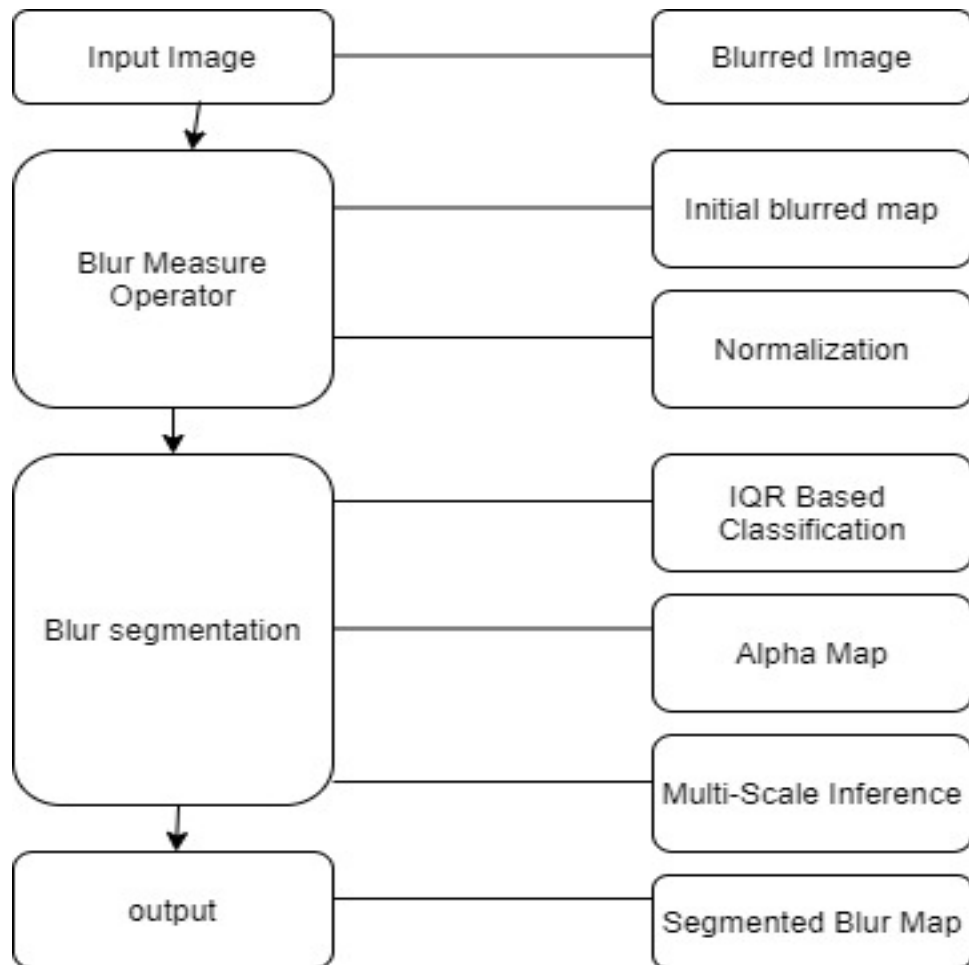 Input Image
Blurred Image
Initial blurred map
Blur Measure
Operator
Normalization
IQR Based
Classification
Blur segmentation
Alpha Map
Multi-Scale Inference
output
Segmented Blur Map